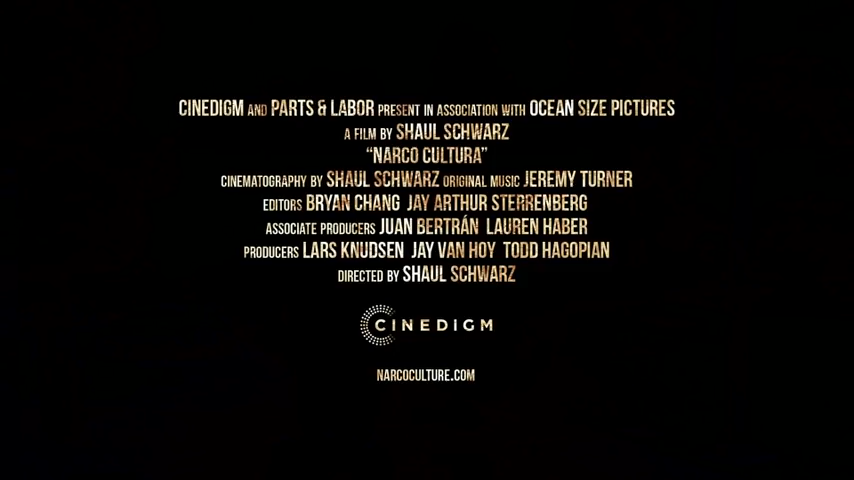 CINEDIGM AND PARTS & LABOR PRESENT IN ASSOCIATION WITH OCEAN SIZE PICTURES
A FILM BY SHAUL SCHWARZ
“NARCO CULTURA”
CINEMATOGRAPHY BY SHAUL SCHWARZ ORIGINAL MUSIC JEREMY TURNER
EDITORS BRYAN CHANG JAY ARTHUR STERRENBERG
ASSOCIATE PRODUCERS JUAN BERTRÁN LAUREN HABER
PRODUCERS LARS KNUDSEN JAY VAN HOY TODD HAGOPIAN
DIRECTED BY SHAUL SCHWARZ
CINEDIGM
NARCOCULTURE.COM